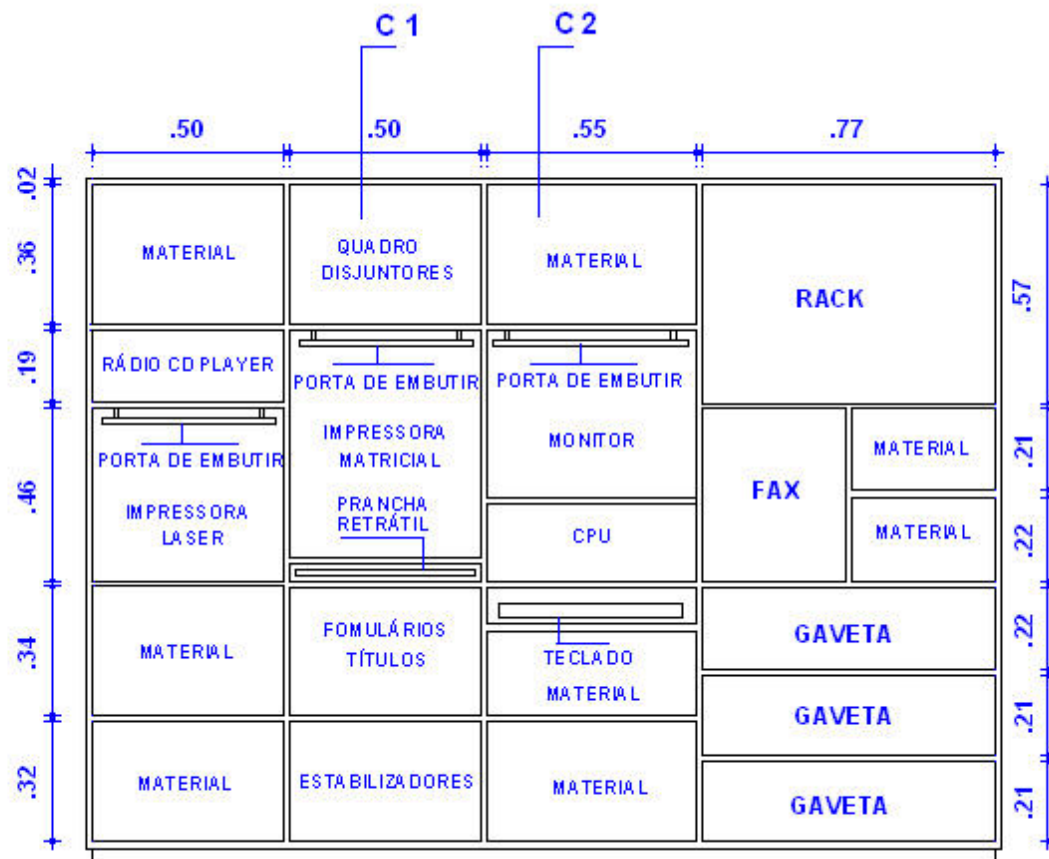 C 1
C 2
.50
.50
.55
.77
.02
.36
.19
.46
.34
.32
MATERIAL
QUADRO
DISJUNTORES
MATERIAL
RACK
.57
RÁDIO CD PLAYER
PORTA DE EMBUTIR
PORTA DE EMBUTIR
PORTA DE EMBUTIR
IMPRESSORA
MATRICIAL
MONITOR
FAX
MATERIAL
.21
IMPRESSORA
LASER
PRANCHA
RETRÁTIL
CPU
MATERIAL
.22
MATERIAL
FOMULÁRIOS
TÍTULOS
TECLADO
MATERIAL
GAVETA
.22
GAVETA
.21
MATERIAL
ESTABILIZADORES
MATERIAL
GAVETA
.21